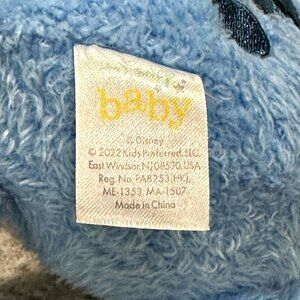 baby
© Disney
© 2022 Kids Preferred, LLC.
East Windsor, NJ 08520, USA
Reg. No. PA8253(HK),
ME-1353, MA-1507
Made in China